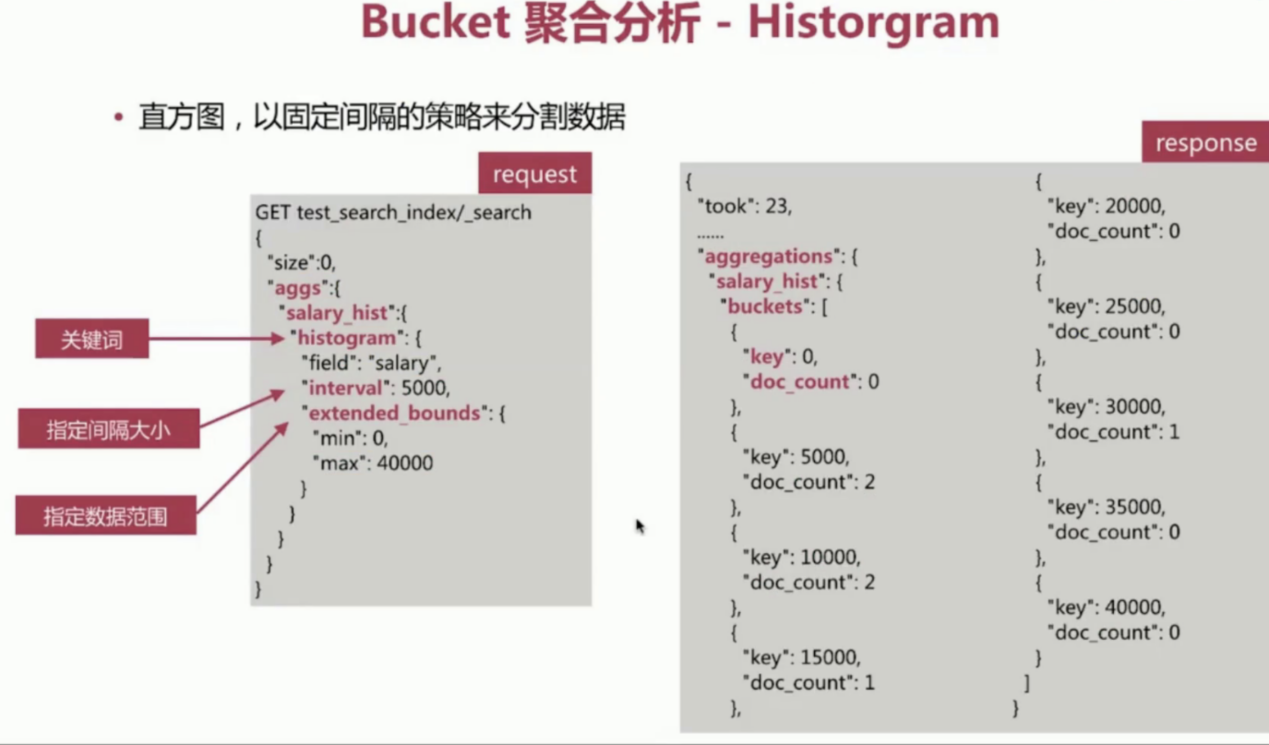 Bucket 聚合分析 - Historgram
• 直方图，以固定间隔的策略来分割数据
request
GET test_search_index/_search
{
"size":0,
"aggs":{
"salary_hist":{
"histogram": {
"field": "salary",
"interval": 5000,
"extended_bounds": {
"min": 0,
"max": 40000
}
}
}
}
}
关键词
指定间隔大小
指定数据范围
response
{
"took": 23,
......
"aggregations": {
"salary_hist": {
"buckets": [
{
"key": 0,
"doc_count": 0
},
{
"key": 5000,
"doc_count": 2
},
{
"key": 10000,
"doc_count": 2
},
{
"key": 15000,
"doc_count": 1
},
{
"key": 20000,
"doc_count": 0
},
{
"key": 25000,
"doc_count": 0
},
{
"key": 30000,
"doc_count": 1
},
{
"key": 35000,
"doc_count": 0
},
{
"key": 40000,
"doc_count": 0
}
]
}